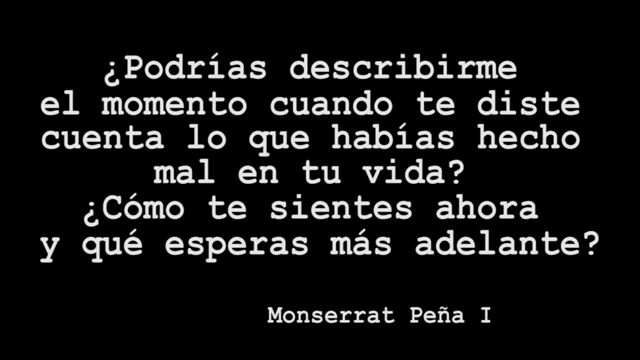 ¿Podrías describirme
el momento cuando te diste
cuenta lo que habías hecho
mal en tu vida?
¿Cómo te sientes ahora
y qué esperas más adelante?
Monserrat Peña I